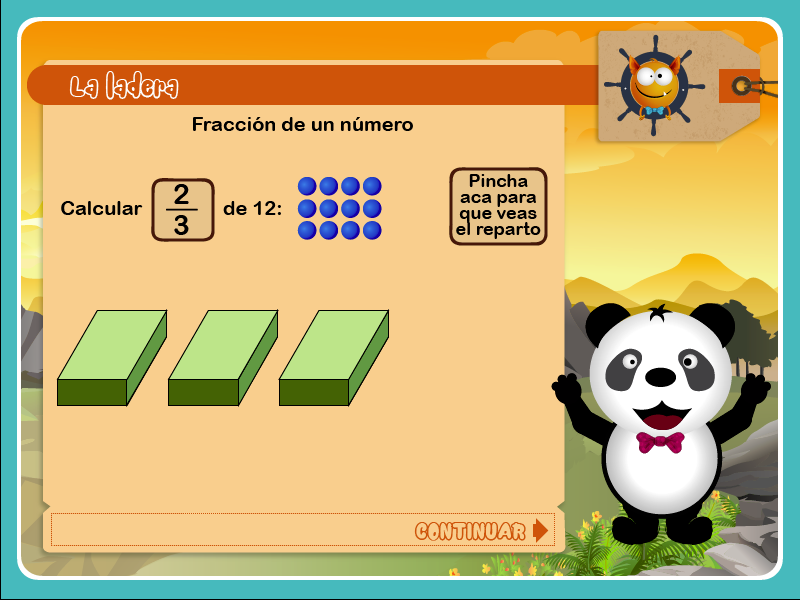 La ladera
Fracción de un número
Calcular 2/3 de 12:
Pincha
aca para
que veas
el reparto
CONTINUAR